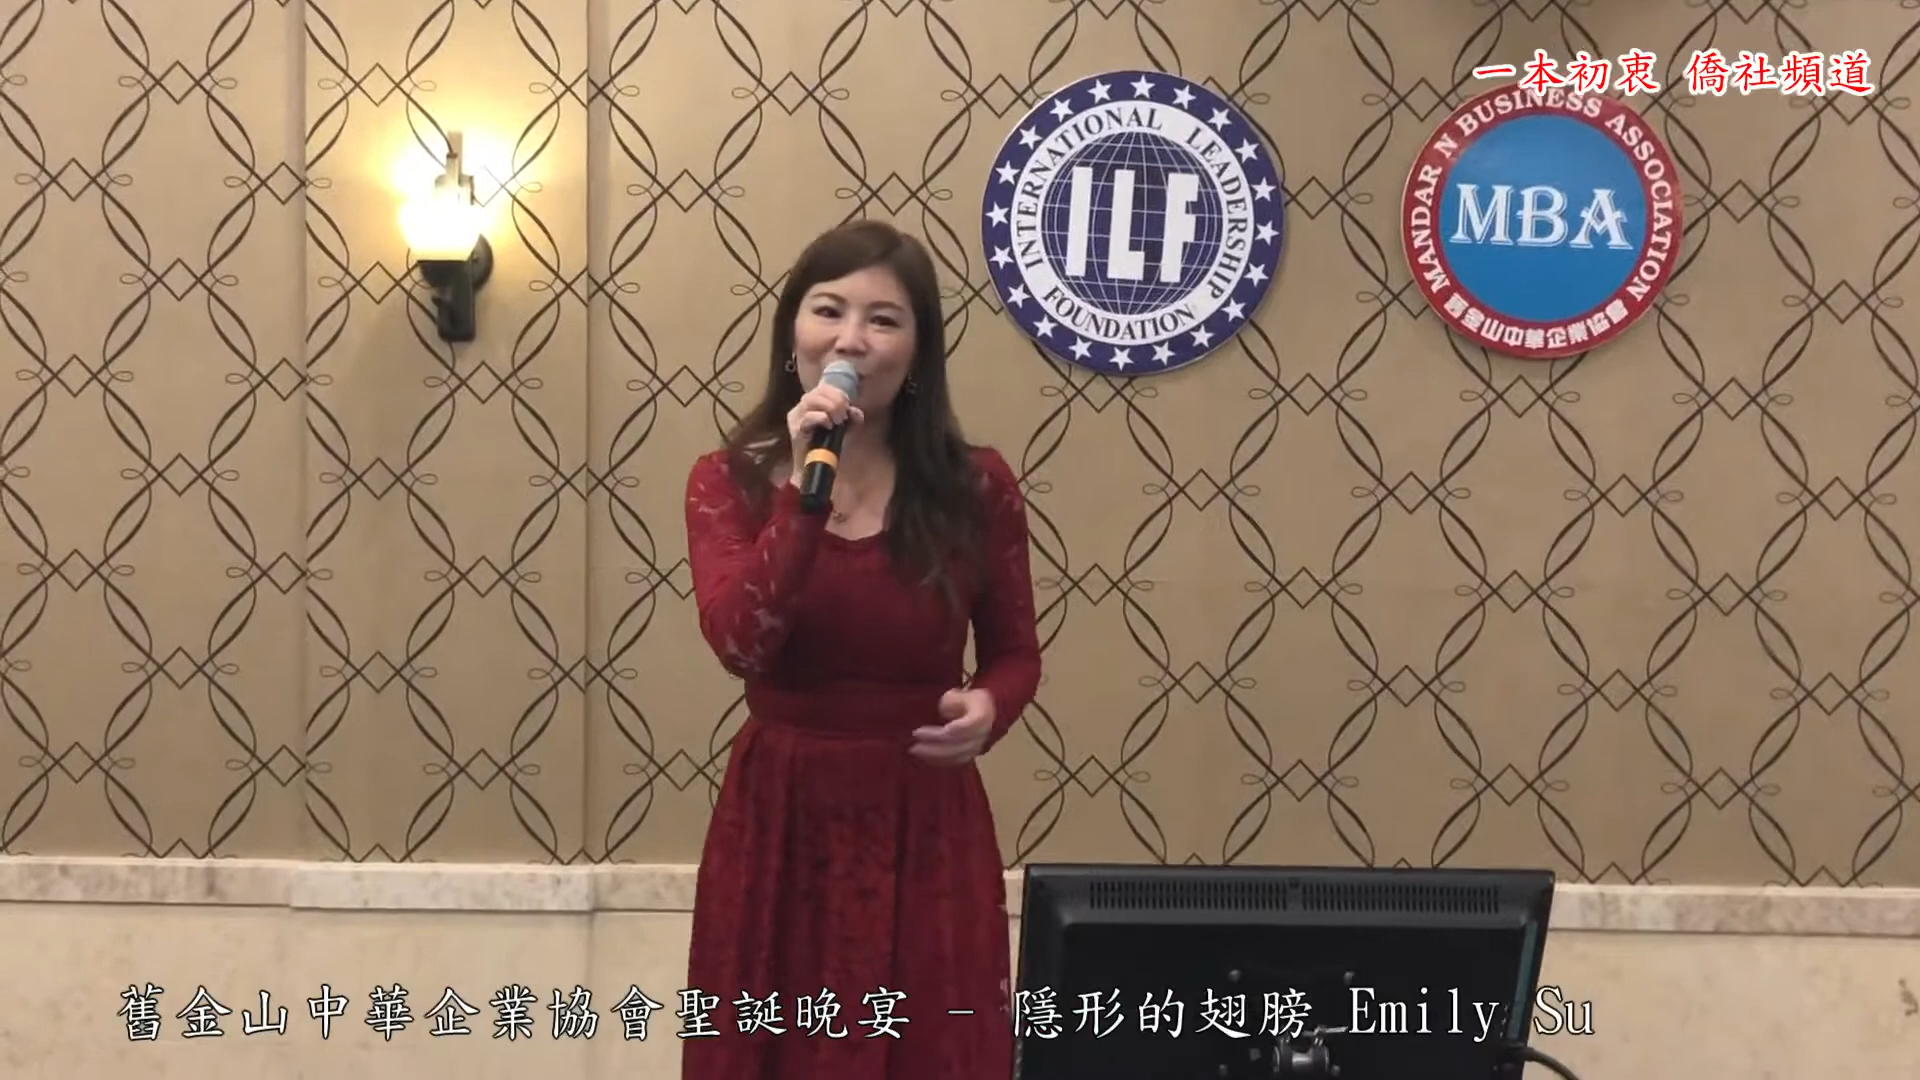 一本初衷 僑社頻道
INTERNATIONAL LEADERSHIP
FOUNDATION
ILF
MANDAR N BUSINESS ASSOCIATION
MBA
舊金山中華企業協會
舊金山中華企業協會聖誕晚宴 - 隱形的翅膀 Emily Su